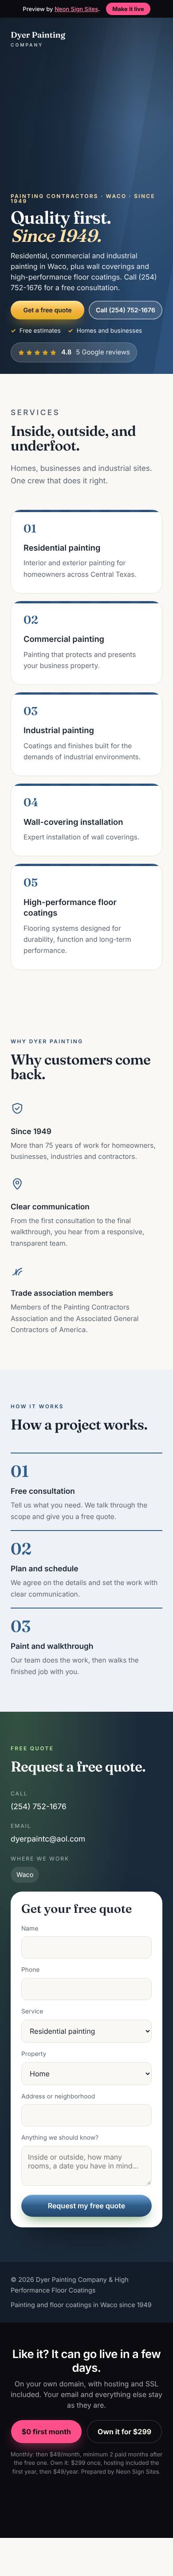 Preview by Neon Sign Sites.
Make it live
Dyer Painting
COMPANY
PAINTING CONTRACTORS · WACO · SINCE
1949
Quality first.
Since 1949.
Residential, commercial and industrial
painting in Waco, plus wall coverings and
high-performance floor coatings. Call (254)
752-1676 for a consultation.
Get a free quote
Call (254) 752-1676
✓ Free estimates ✓ Homes and businesses
★★★★★ 4.8 5 Google reviews
SERVICES
Inside, outside, and
underfoot.
Homes, businesses and industrial sites.
One crew that does it right.
01
Residential painting
Interior and exterior painting for
homeowners across Central Texas.
02
Commercial painting
Painting that protects and presents
your business property.
03
Industrial painting
Coatings and finishes built for the
demands of industrial environments.
04
Wall-covering installation
Expert installation of wall coverings.
05
High-performance floor
coatings
Flooring systems designed for
durability, function and long-term
performance.
WHY DYER PAINTING
Why customers come
back.
Since 1949
More than 75 years of work for homeowners,
businesses, industries and contractors.
Clear communication
From the first consultation to the final
walkthrough, you hear from a responsive,
transparent team.
Trade association members
Members of the Painting Contractors
Association and the Associated General
Contractors of America.
HOW IT WORKS
How a project works.
01
Free consultation
Tell us what you need. We talk through the
scope and give you a free quote.
02
Plan and schedule
We agree on the details and set the work with
clear communication.
03
Paint and walkthrough
Our team does the work, then walks the
finished job with you.
FREE QUOTE
Request a free quote.
CALL
(254) 752-1676
EMAIL
dyerpaintc@aol.com
WHERE WE WORK
Waco
Get your free quote
Name
Phone
Service
Residential painting
Property
Home
Address or neighborhood
Anything we should know?
Inside or outside, how many
rooms, a date you have in mind...
Request my free quote
© 2026 Dyer Painting Company & High
Performance Floor Coatings
Painting and floor coatings in Waco since 1949
Like it? It can go live in a few
days.
On your own domain, with hosting and SSL
included. Your email and everything else stay
as they are.
$0 first month
Own it for $299
Monthly: then $49/month, minimum 2 paid months after
the free one. Own it: $299 once, hosting included the
first year, then $49/year. Prepared by Neon Sign Sites.